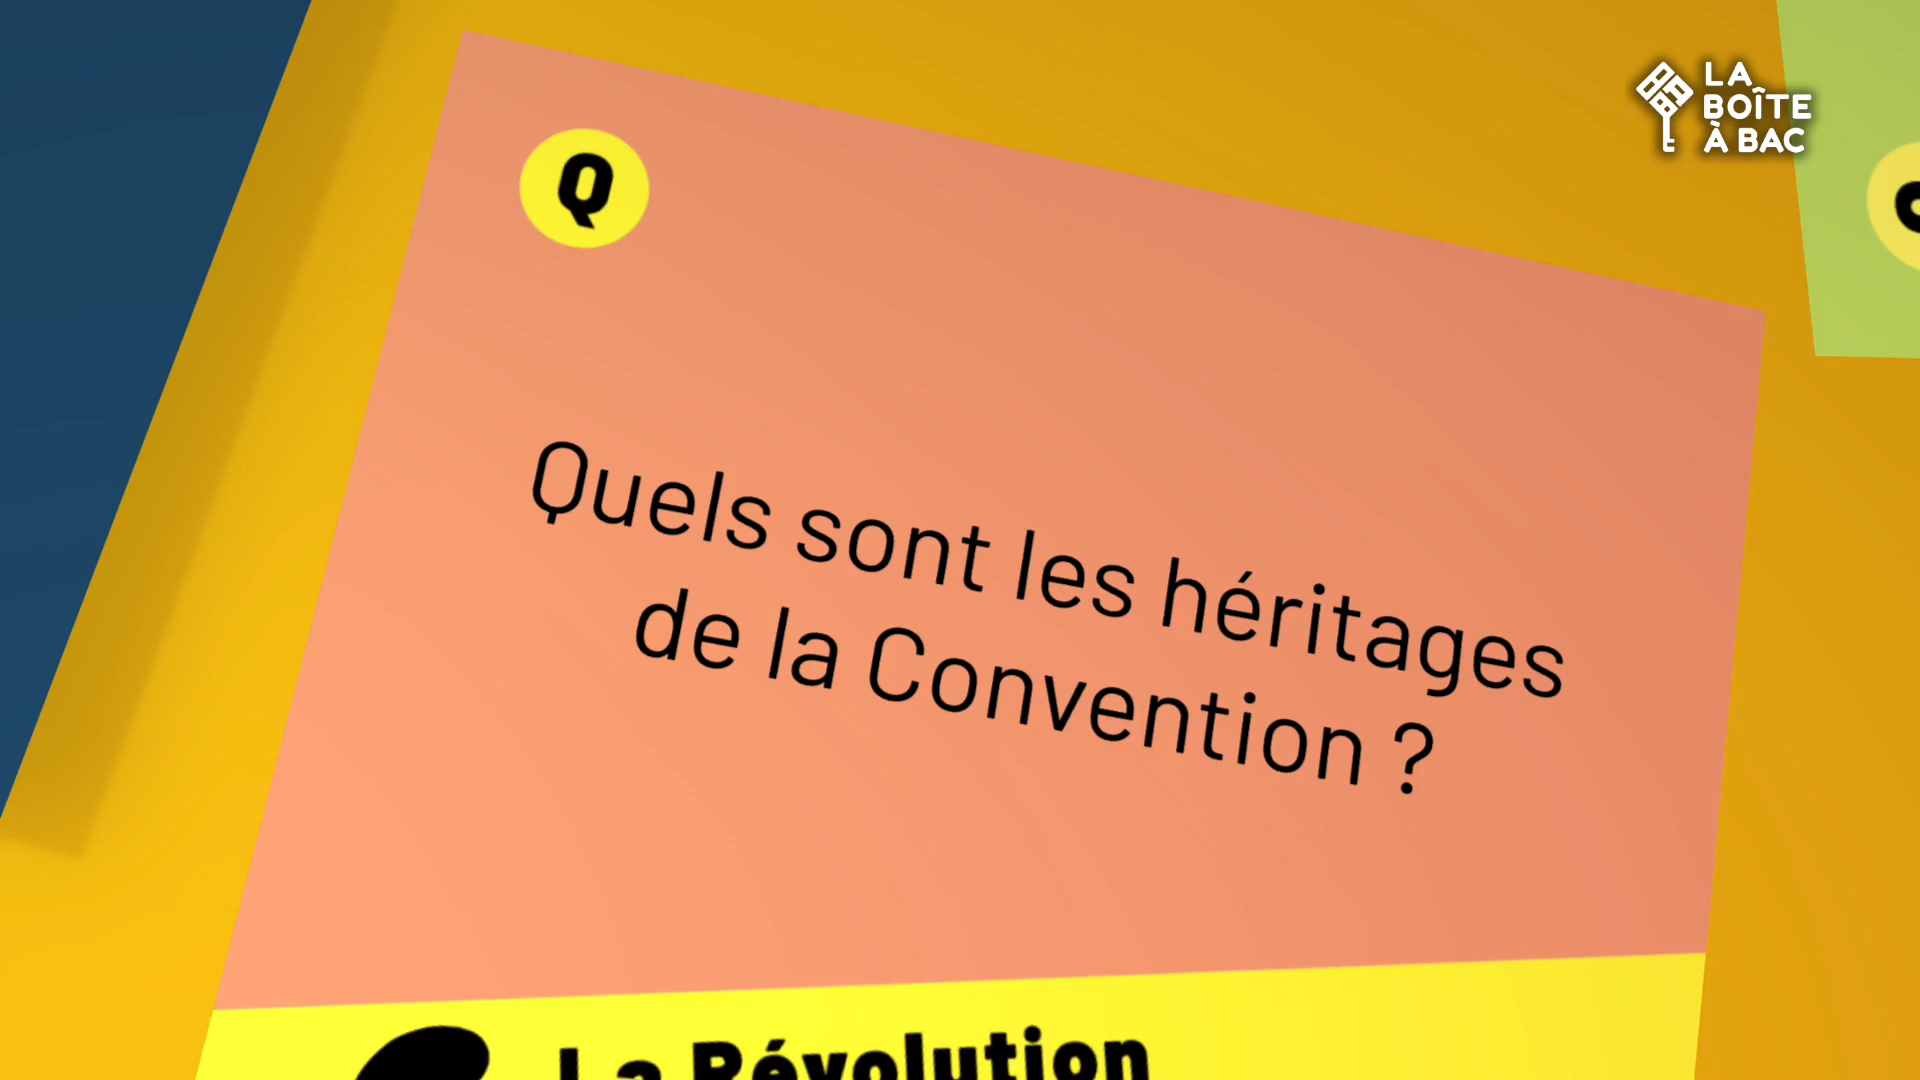 LA
BOÎTE
À BAC
Q
Quels sont les héritages
de la Convention ?
La Révolution